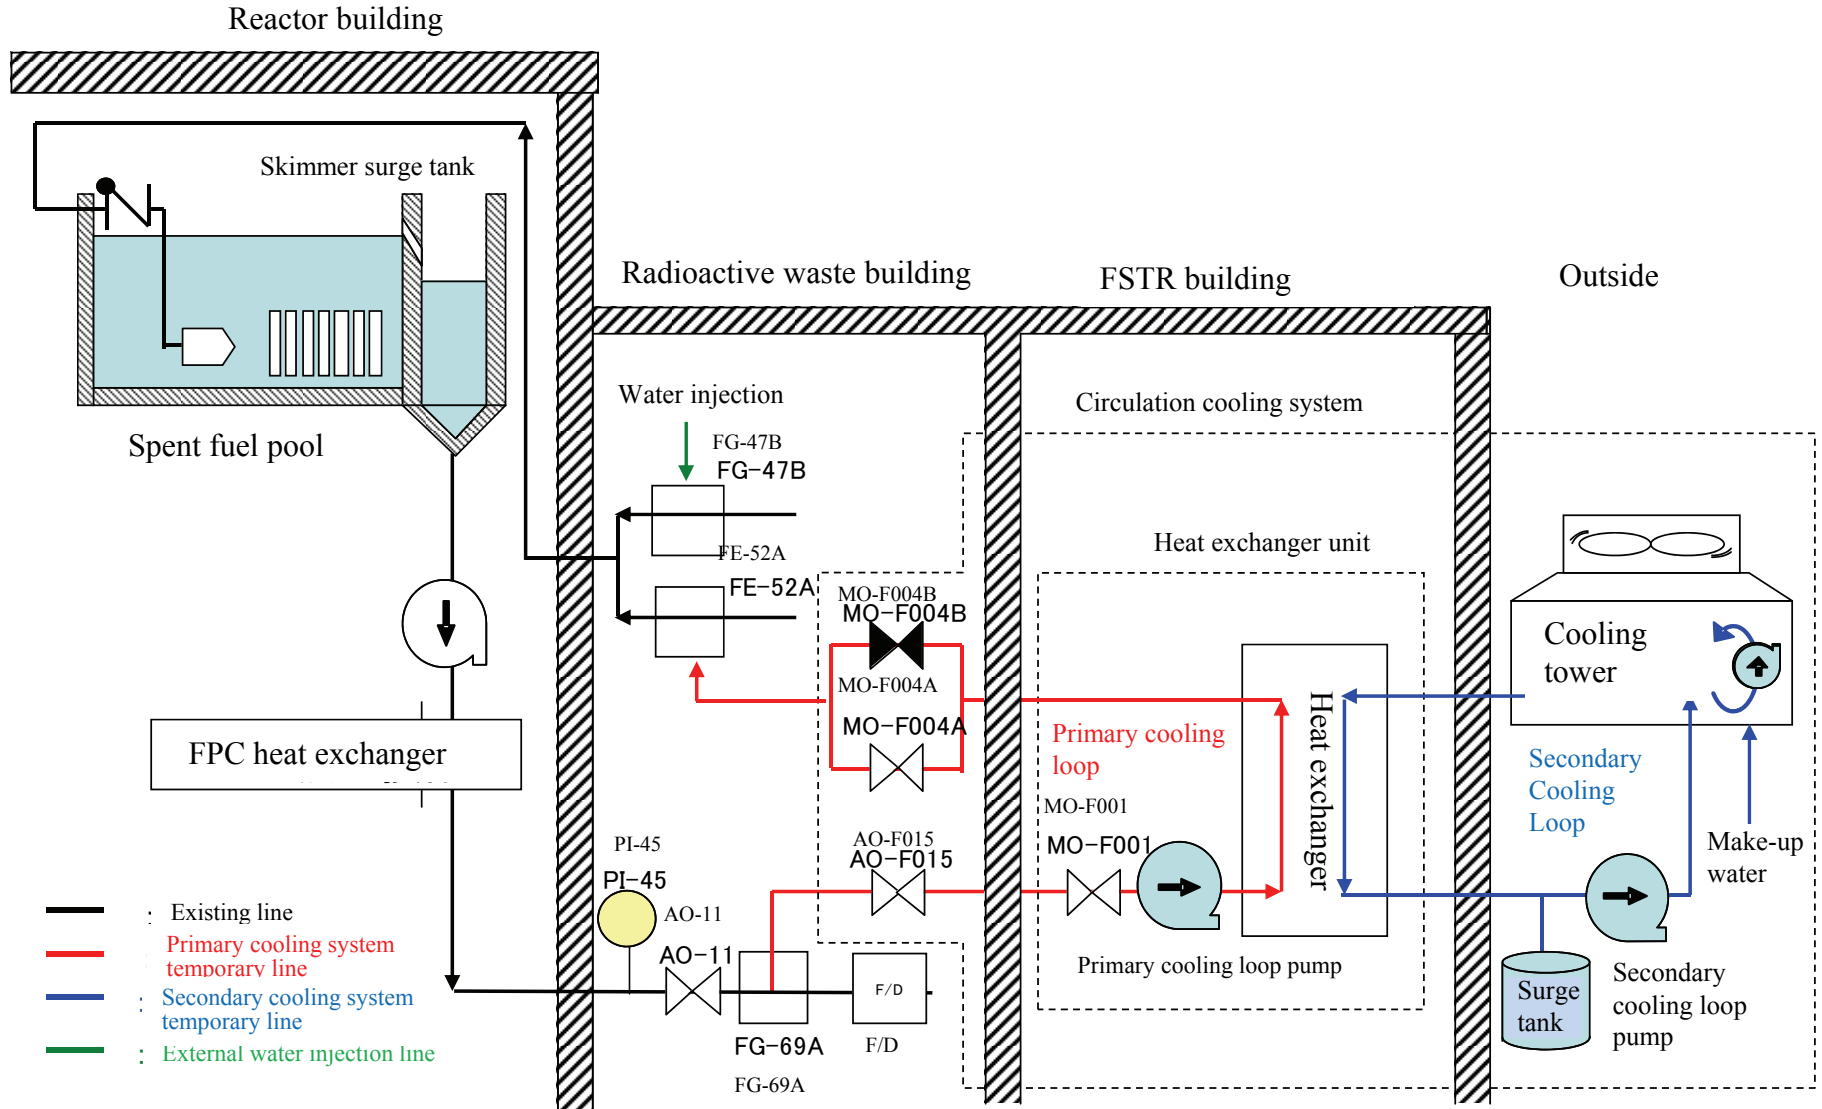 Reactor building
Skimmer surge tank
Spent fuel pool
Radioactive waste building
FSTR building
Outside
Water injection
FG-47B
FG-47B
FE-52A
FE-52A
Circulation cooling system
Heat exchanger unit
MO-F004B
MO-F004B
MO-F004A
MO-F004A
Primary cooling
loop
Heat exchanger
Cooling
tower
Secondary
Cooling
Loop
Make-up
water
FPC heat exchanger
MO-F001
MO-F001
AO-F015
AO-F015
PI-45
PI-45
AO-11
AO-11
FG-69A
FG-69A
F/D
F/D
Primary cooling loop pump
Surge
tank
Secondary
cooling loop
pump
: Existing line
Primary cooling system
temporary line
: Secondary cooling system
temporary line
: External water injection line